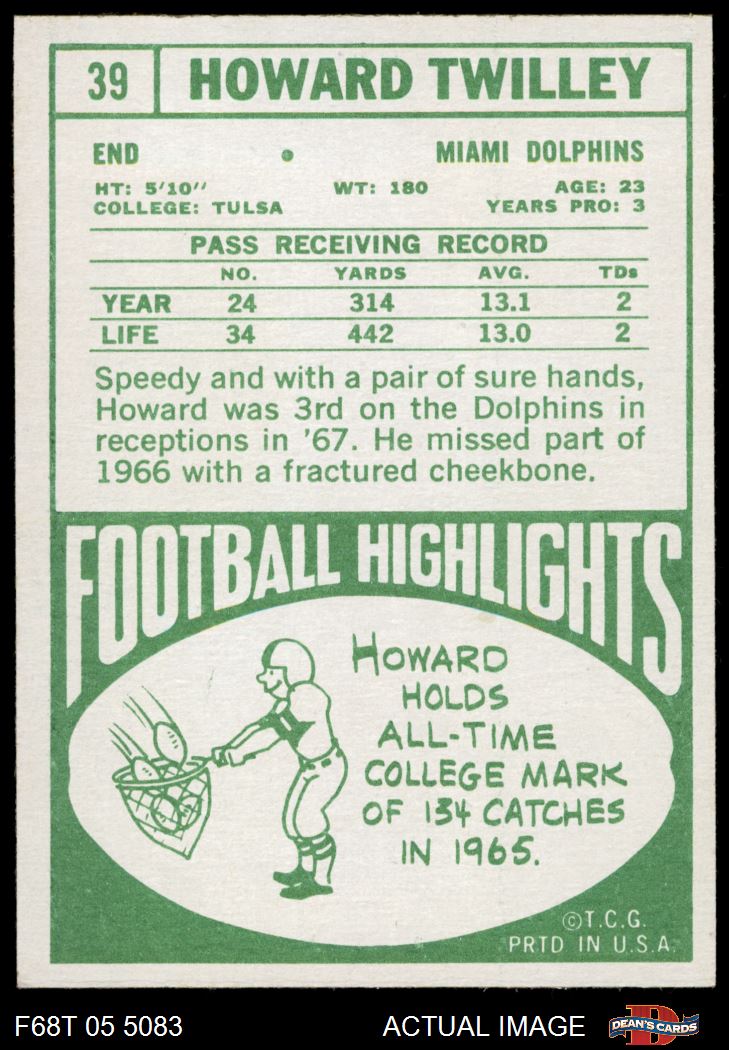 39 HOWARD TWILLEY
END • MIAMI DOLPHINS
HT: 5'10" WT: 180 AGE: 23
COLLEGE: TULSA YEARS PRO: 3
PASS RECEIVING RECORD
NO. YARDS AVG. TDs
YEAR 24 314 13.1 2
LIFE 34 442 13.0 2
Speedy and with a pair of sure hands,
Howard was 3rd on the Dolphins in
receptions in '67. He missed part of
1966 with a fractured cheekbone.
FOOTBALL HIGHLIGHTS
HOWARD
HOLDS
ALL-TIME
COLLEGE MARK
OF 134 CATCHES
IN 1965.
©T.C.G.
PRTD IN U.S.A.
F68T 05 5083 ACTUAL IMAGE DEAN'S CARDS